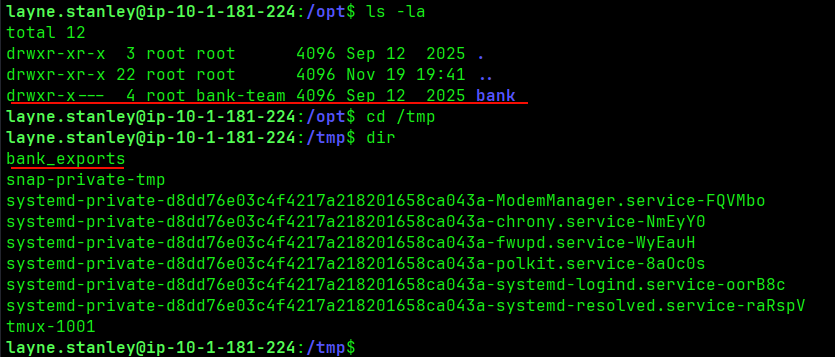 layne.stanley@ip-10-1-181-224:/opt$ ls -la
total 12
drwxr-xr-x  3 root root      4096 Sep 12  2025 .
drwxr-xr-x 22 root root      4096 Nov 19 19:41 ..
drwxr-x---  4 root bank-team 4096 Sep 12  2025 bank
layne.stanley@ip-10-1-181-224:/opt$ cd /tmp
layne.stanley@ip-10-1-181-224:/tmp$ dir
bank_exports
snap-private-tmp
systemd-private-d8dd76e03c4f4217a218201658ca043a-ModemManager.service-FQVMbo
systemd-private-d8dd76e03c4f4217a218201658ca043a-chrony.service-NmEyY0
systemd-private-d8dd76e03c4f4217a218201658ca043a-fwupd.service-WyEauH
systemd-private-d8dd76e03c4f4217a218201658ca043a-polkit.service-8aOc0s
systemd-private-d8dd76e03c4f4217a218201658ca043a-systemd-logind.service-oorB8c
systemd-private-d8dd76e03c4f4217a218201658ca043a-systemd-resolved.service-raRspV
tmux-1001
layne.stanley@ip-10-1-181-224:/tmp$